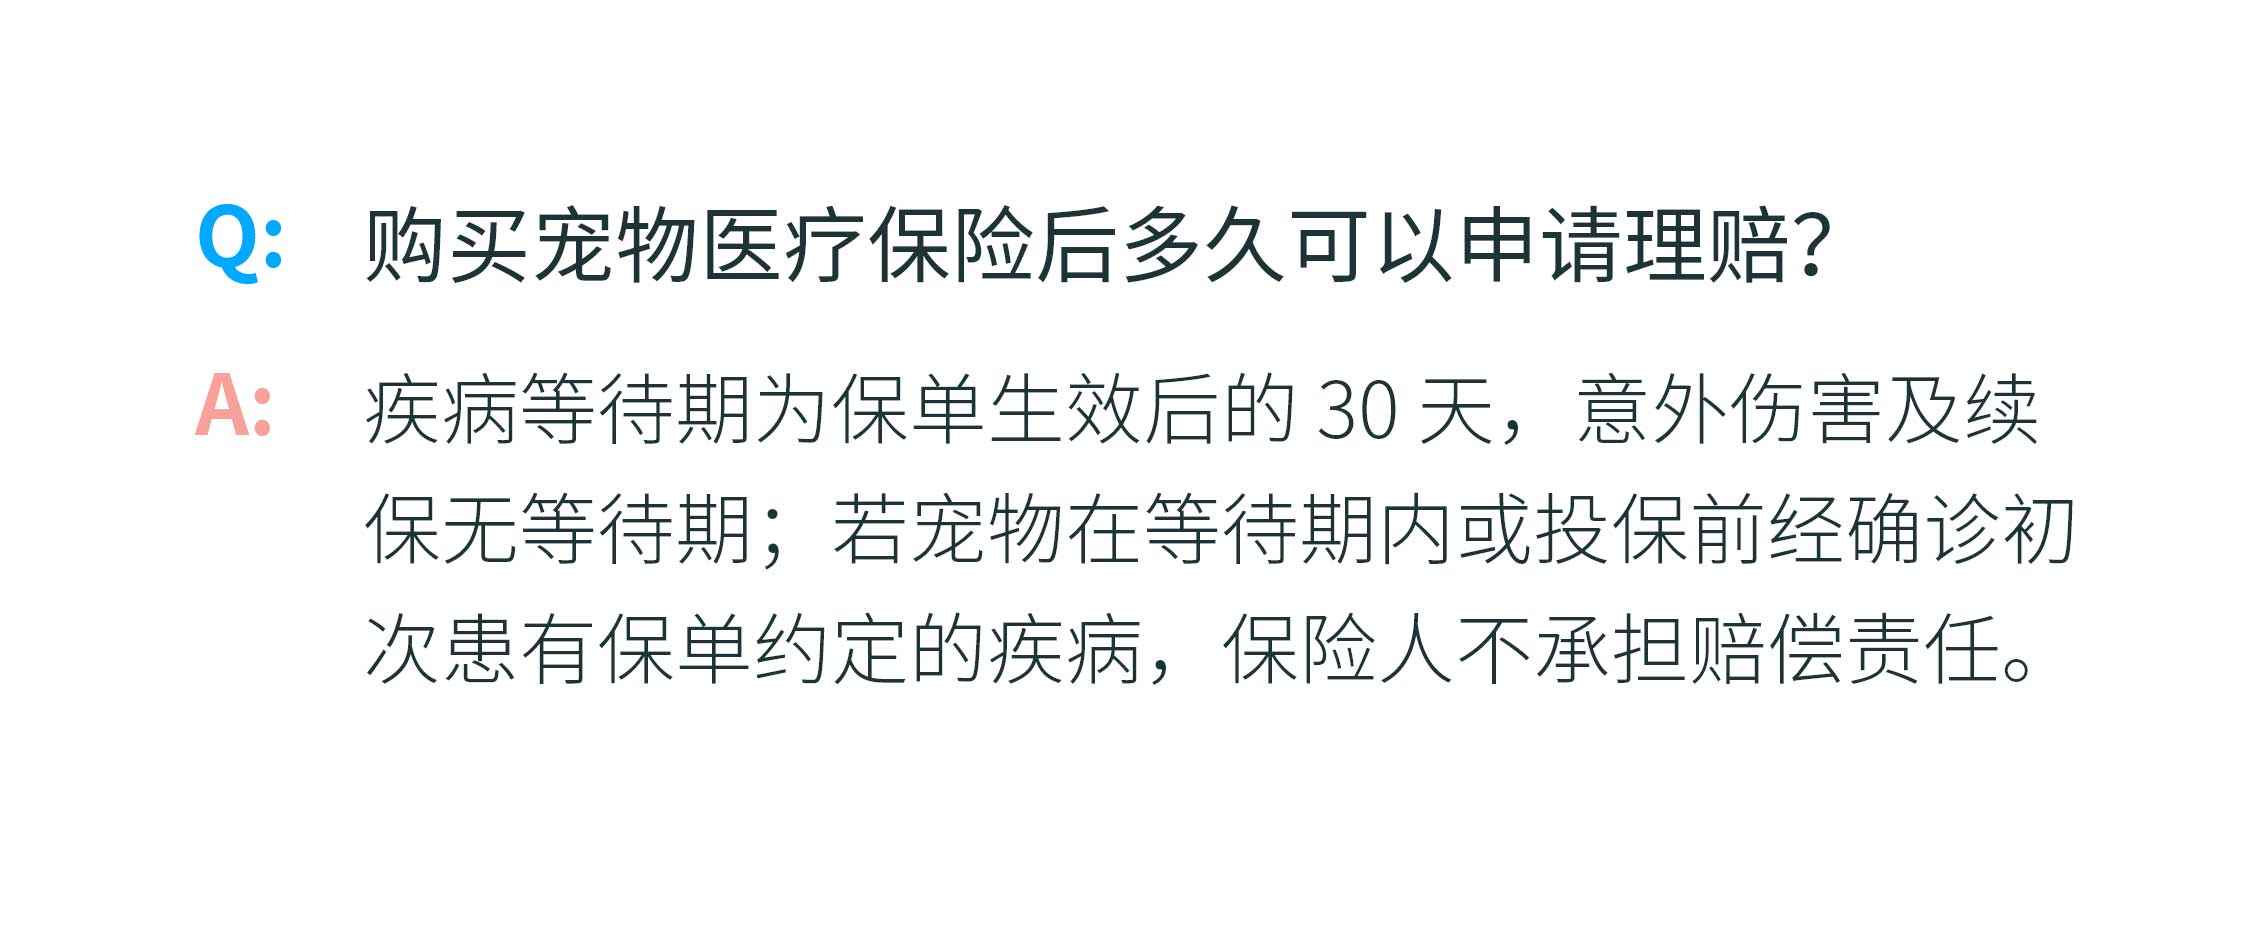 Q: 购买宠物医疗保险后多久可以申请理赔？
A: 疾病等待期为保单生效后的 30 天，意外伤害及续
保无等待期；若宠物在等待期内或投保前经确诊初
次患有保单约定的疾病，保险人不承担赔偿责任。